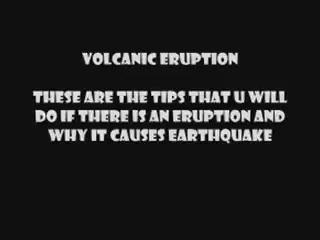 VOLCANIC ERUPTION
THESE ARE THE TIPS THAT U WILL
DO IF THERE IS AN ERUPTION AND
WHY IT CAUSES EARTHQUAKE